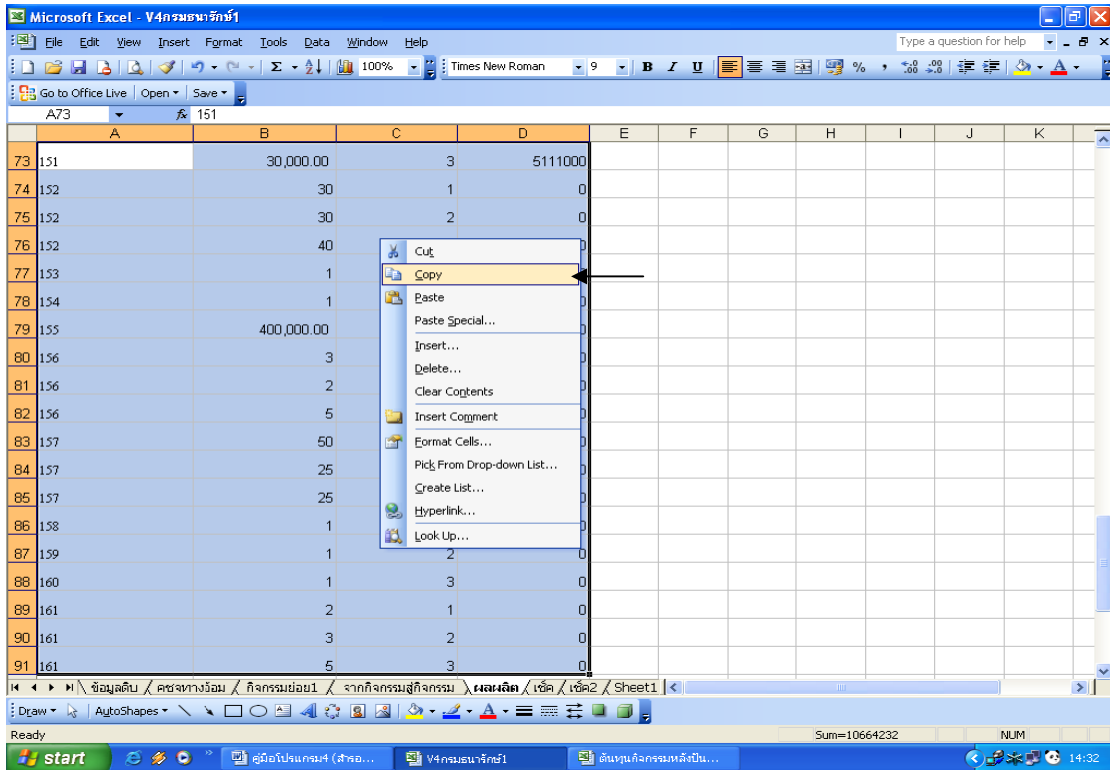 Microsoft Excel - V4กรมธนารักษ์1
File Edit View Insert Format Tools Data Window Help Type a question for help
100% Times New Roman 9 B I U % ,
Go to Office Live Open Save
A73 fx 151
A B C D E F G H I J K
73 151 30,000.00 3 5111000
74 152 30 1 0
75 152 30 2 0
76 152 40
77 153 1
78 154 1
79 155 400,000.00
80 156 3
81 156 2
82 156 5
83 157 50
84 157 25
85 157 25
86 158 1
87 159 1 2 0
88 160 1 3 0
89 161 2 1 0
90 161 3 2 0
91 161 5 3 0
Cut
Copy
Paste
Paste Special...
Insert...
Delete...
Clear Contents
Insert Comment
Format Cells...
Pick From Drop-down List...
Create List...
Hyperlink...
Look Up...
ข้อมูลดิบ คชจทางอ้อม กิจกรรมย่อย1 จากกิจกรรมสู่กิจกรรม ผลผลิต เช็ค เช็ค2 Sheet1
Draw AutoShapes
Ready Sum=10664232 NUM
start คู่มือโปรแกรม4 (สำรอ... V4กรมธนารักษ์1 ต้นทุนกิจกรรมหลังปัน... 14:32